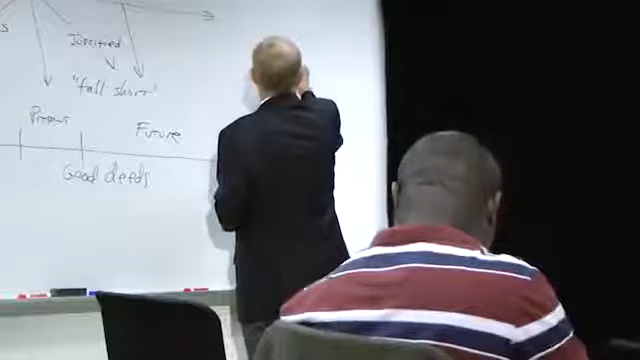 Justified
"fall short"
Present
Future
Good deeds